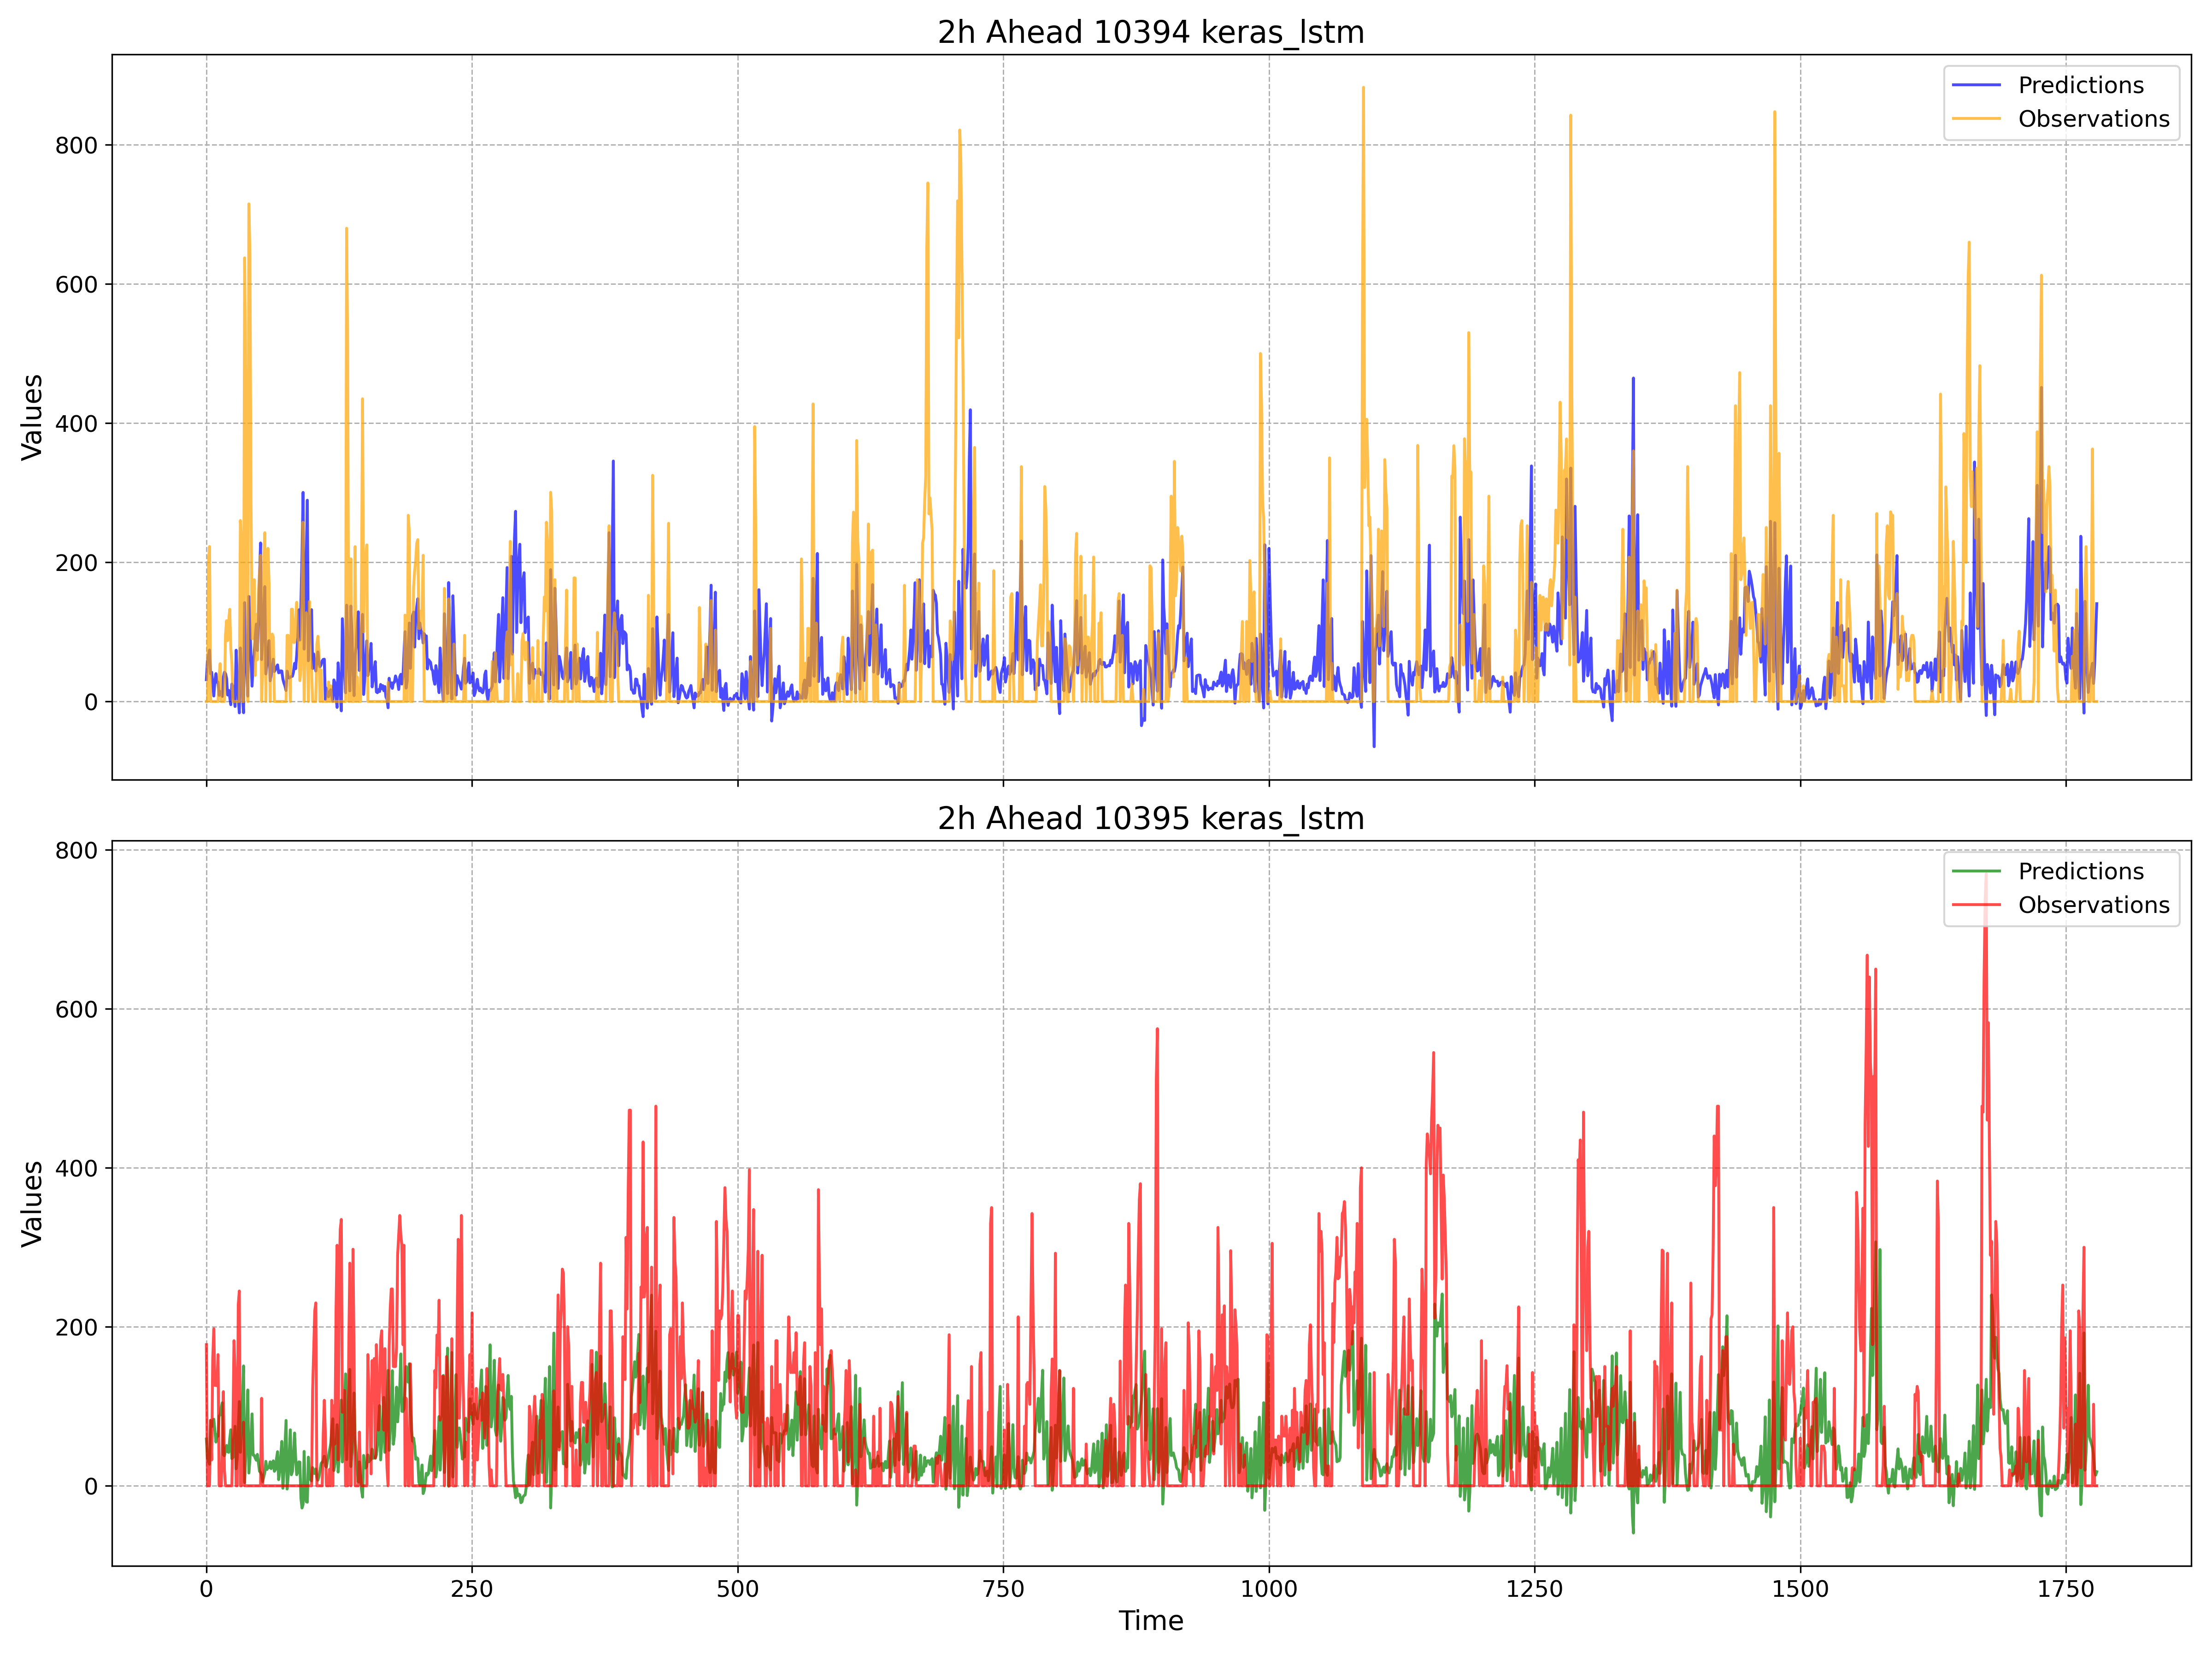 2h Ahead 10394 keras_lstm
Predictions
Observations
800
600
400
200
0
Values
2h Ahead 10395 keras_lstm
Predictions
Observations
800
600
400
200
0
Values
0 250 500 750 1000 1250 1500 1750
Time